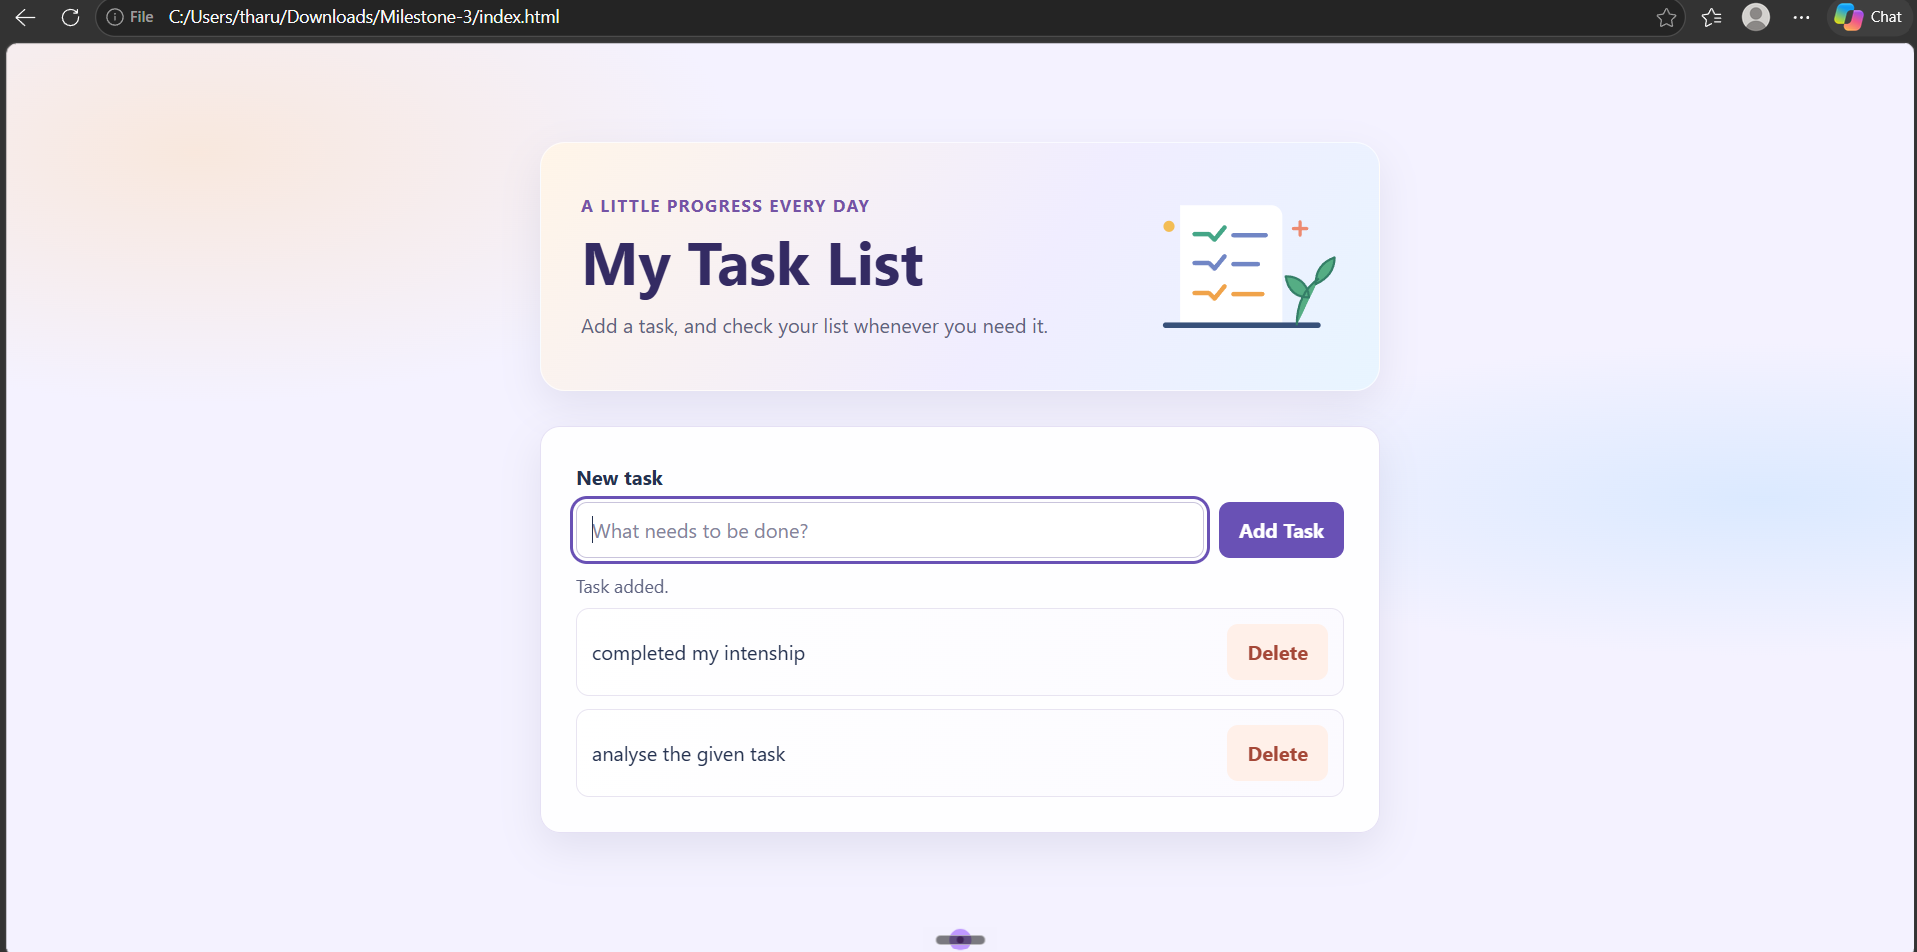 File C:/Users/tharu/Downloads/Milestone-3/index.html
Chat
A LITTLE PROGRESS EVERY DAY
My Task List
Add a task, and check your list whenever you need it.
New task
What needs to be done?
Add Task
Task added.
completed my intenship
Delete
analyse the given task
Delete